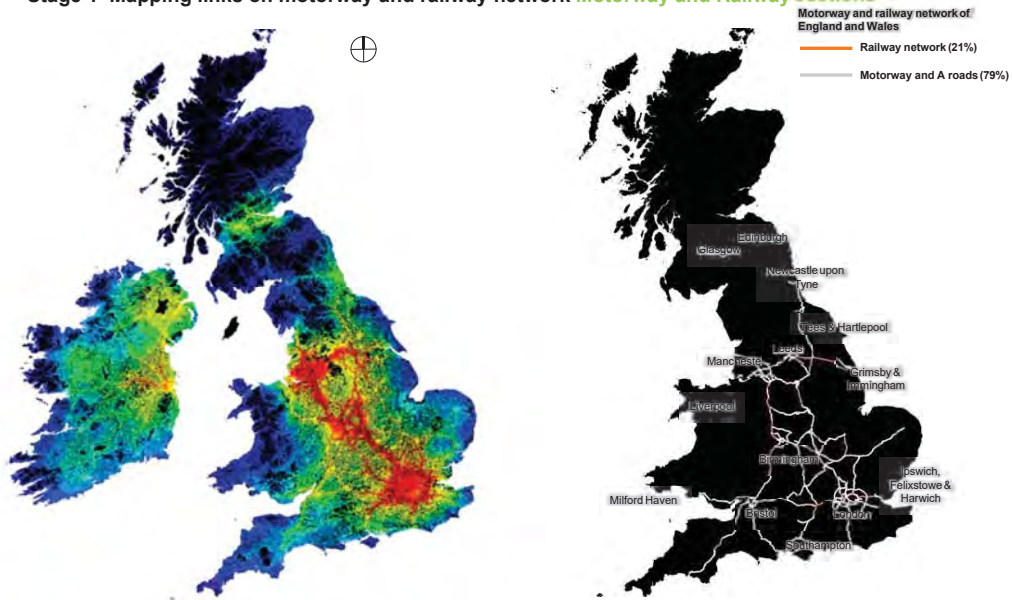 Stage 1 Mapping links on motorway and railway network Motorway and Railway Sections
Motorway and railway network of
England and Wales
Railway network (21%)
Motorway and A roads (79%)
Edinburgh
Glasgow
Newcastle upon
Tyne
Tees & Hartlepool
Leeds
Mancheste
Grimsby &
Immingham
Liverpool
Birmingham
Ipswich,
Felixstowe &
Harwich
Milford Haven
Bristol
London
Southampton